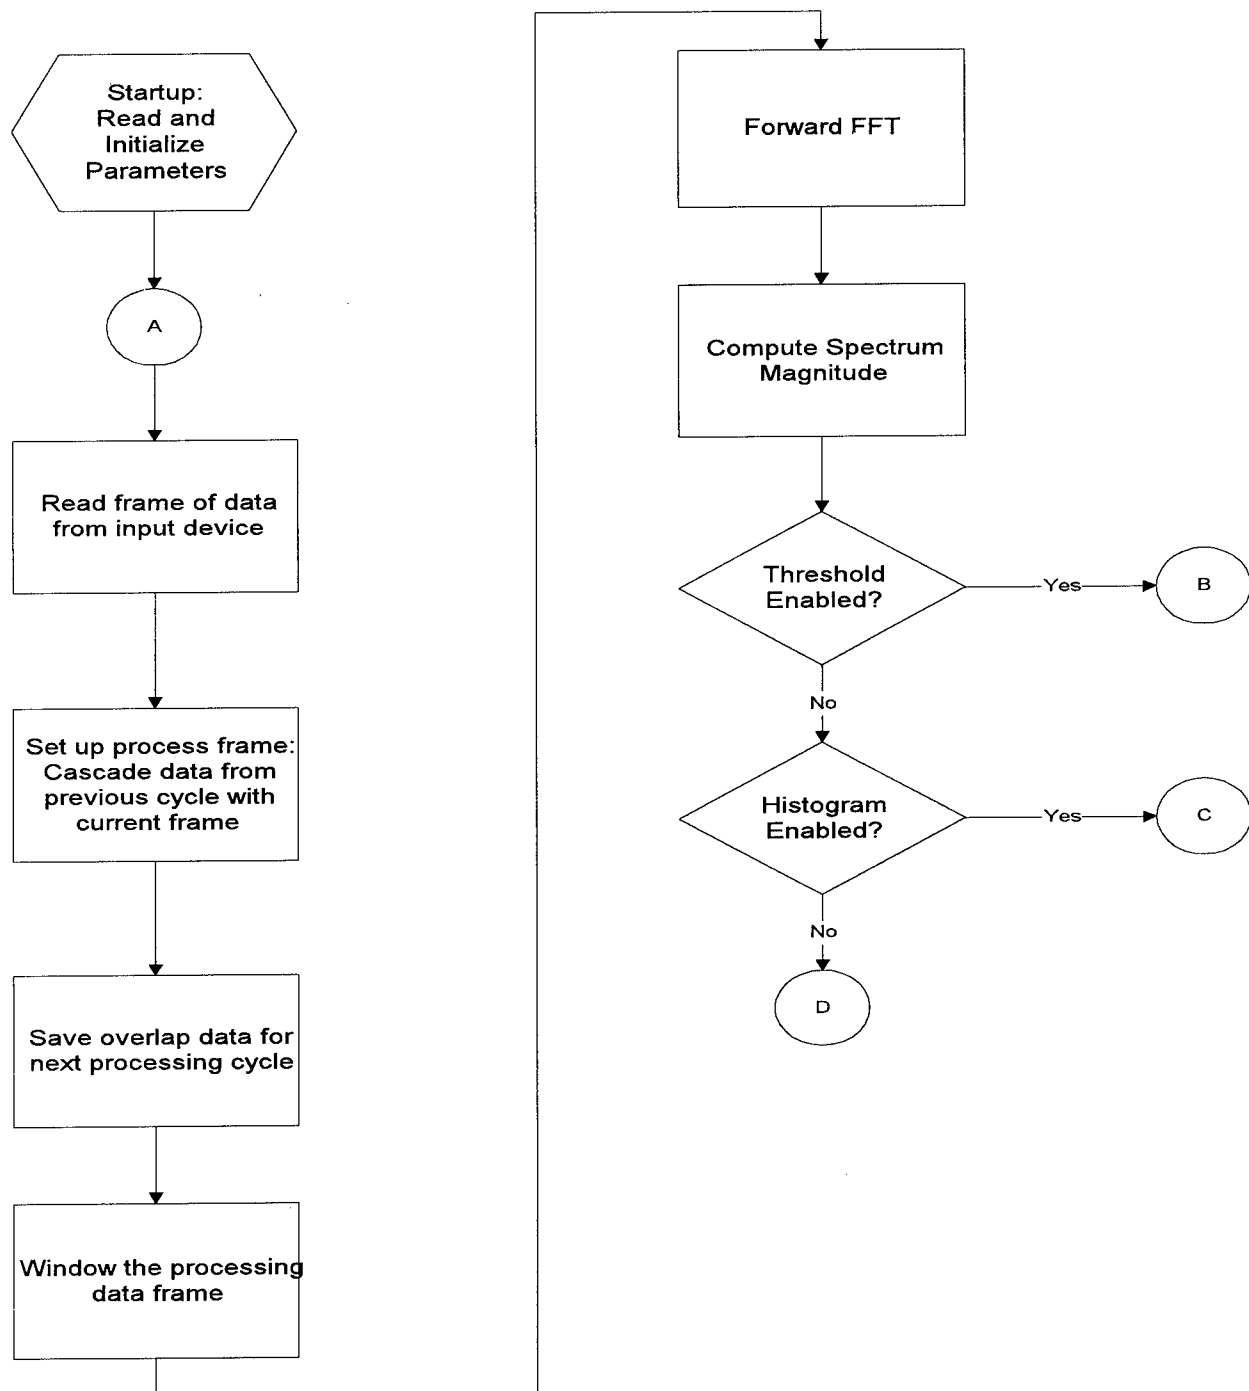 Startup:
Read and
Initialize
Parameters
A
Read frame of data
from input device
Set up process frame:
Cascade data from
previous cycle with
current frame
Save overlap data for
next processing cycle
Window the processing
data frame
Forward FFT
Compute Spectrum
Magnitude
Threshold
Enabled?
Yes
B
No
Histogram
Enabled?
Yes
C
No
D